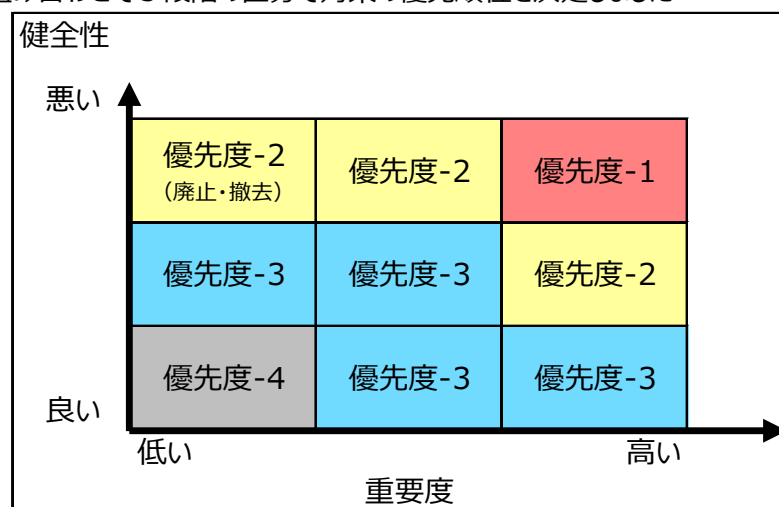 健全性
悪い
優先度-2
（廃止・撤去）
優先度-2
優先度-1
優先度-3
優先度-3
優先度-2
優先度-4
優先度-3
優先度-3
良い
低い
高い
重要度